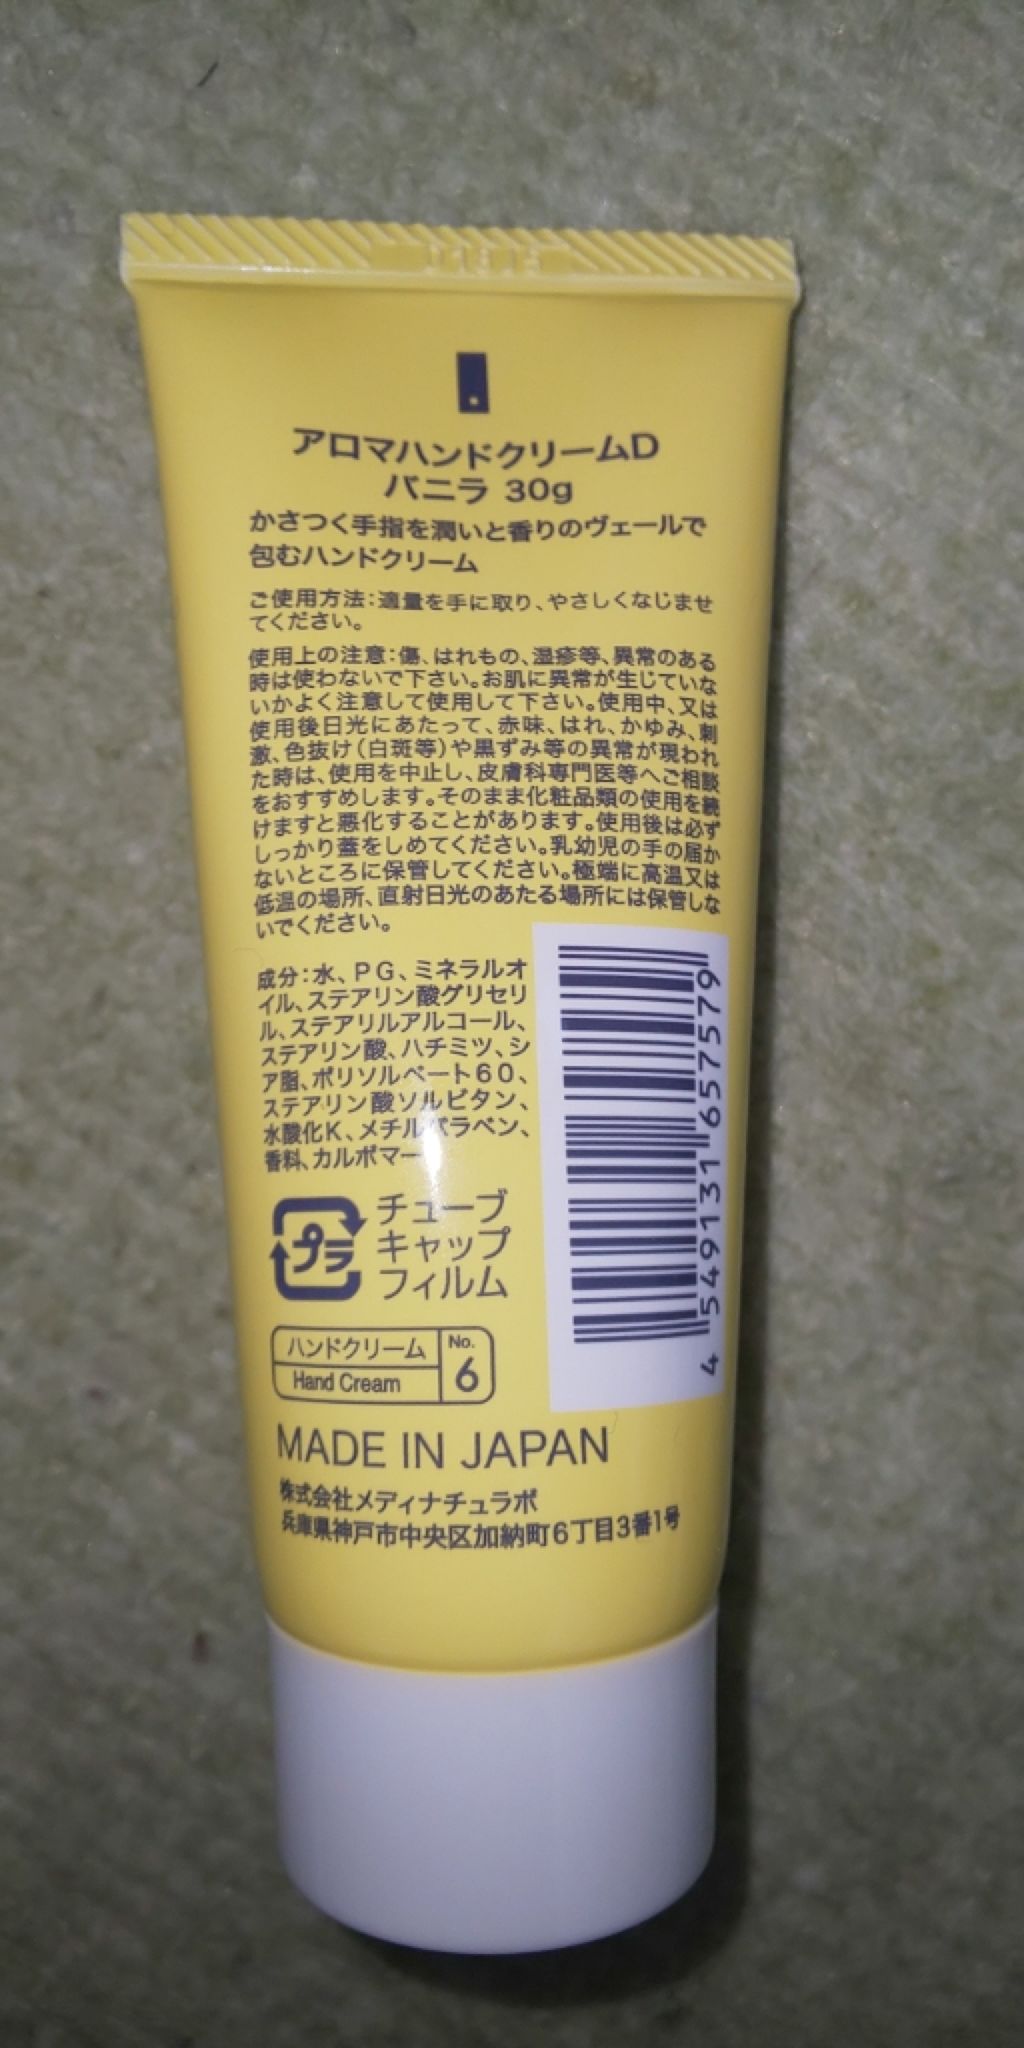 アロマハンドクリームD
バニラ 30g
かさつく手指を潤いと香りのヴェールで
包むハンドクリーム
ご使用方法:適量を手に取り、やさしくなじませ
てください。
使用上の注意:傷、はれもの、湿疹等、異常のある
時は使わないで下さい。お肌に異常が生じていな
いかよく注意して使用して下さい。使用中、又は
使用後日光にあたって、赤味、はれ、かゆみ、刺
激、色抜け(白斑等)や黒ずみ等の異常が現われ
た時は、使用を中止し、皮膚科専門医等へご相談
をおすすめします。そのまま化粧品類の使用を続
けますと悪化することがあります。使用後は必ず
しっかり蓋をしめてください。乳幼児の手の届か
ないところに保管してください。極端に高温又は
低温の場所、直射日光のあたる場所には保管しな
いでください。
成分:水、PG、ミネラルオ
イル、ステアリン酸グリセリ
ル、ステアリルアルコール、
ステアリン酸、ハチミツ、シ
ア脂、ポリソルベート60、
ステアリン酸ソルビタン、
水酸化K、メチルパラベン、
香料、カルボマー
4 549131 657579
プラ
チューブ
キャップ
フィルム
ハンドクリーム
Hand Cream
No.
6
MADE IN JAPAN
株式会社メディナチュラボ
兵庫県神戸市中央区加納町6丁目3番1号